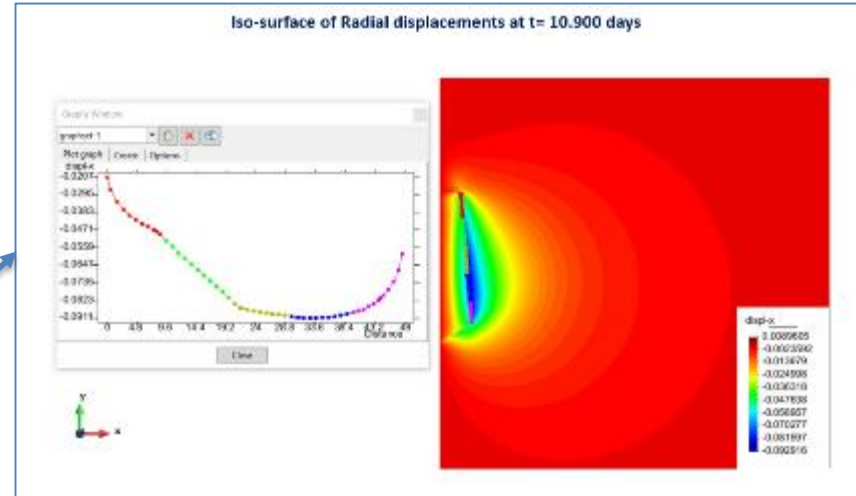 Iso-surface of Radial displacements at t= 10.900 days
Graphs Window
graphset-1
Plot graph Create Options
displ-x
-0.0207
-0.0295
-0.0383
-0.0471
-0.0559
-0.0647
-0.0735
-0.0823
-0.0911
0 4.8 9.6 14.4 19.2 24 28.8 33.6 38.4 43.2 48
Distance
Close
y
x
displ-x
0.0089605
-0.0023592
-0.013679
-0.024998
-0.036318
-0.047638
-0.058957
-0.070277
-0.081597
-0.092916